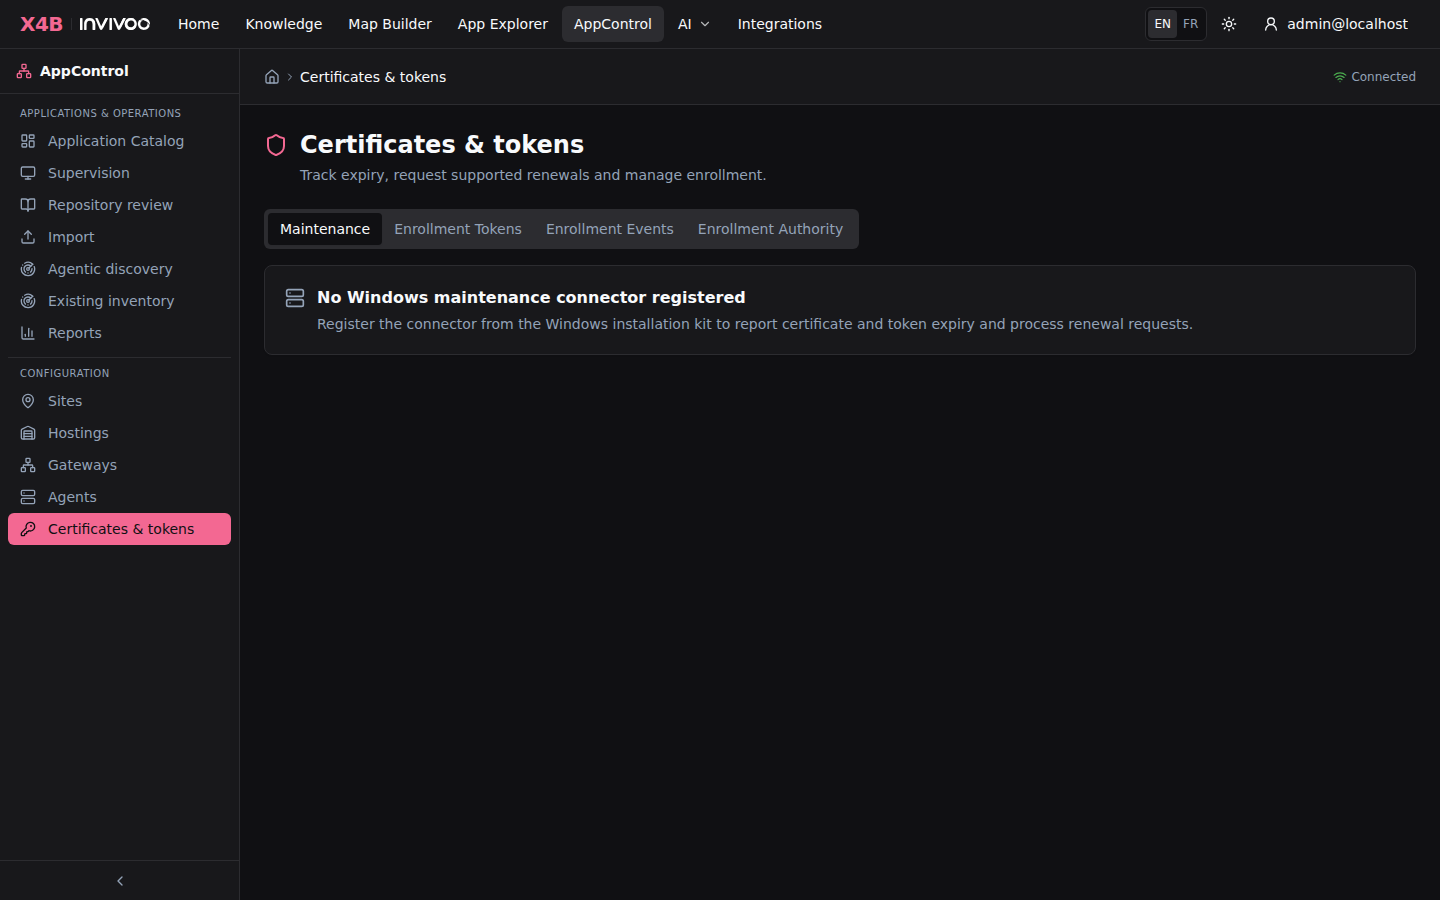 X4B INVIVOO Home Knowledge Map Builder App Explorer AppControl AI Integrations EN FR admin@localhost
AppControl
Certificates & tokens
Connected
APPLICATIONS & OPERATIONS
Application Catalog
Supervision
Repository review
Import
Agentic discovery
Existing inventory
Reports
CONFIGURATION
Sites
Hostings
Gateways
Agents
Certificates & tokens
Certificates & tokens
Track expiry, request supported renewals and manage enrollment.
Maintenance Enrollment Tokens Enrollment Events Enrollment Authority
No Windows maintenance connector registered
Register the connector from the Windows installation kit to report certificate and token expiry and process renewal requests.